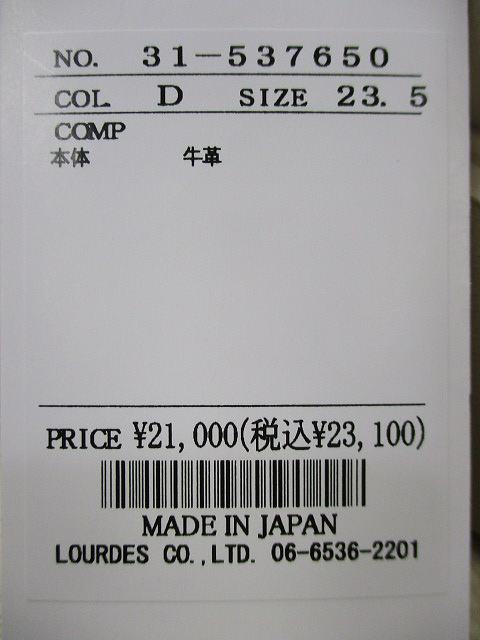 NO. 31-537650
COL. D SIZE 23.5
COMP
本体 牛革
PRICE ¥21,000(税込¥23,100)
MADE IN JAPAN
LOURDES CO.,LTD. 06-6536-2201